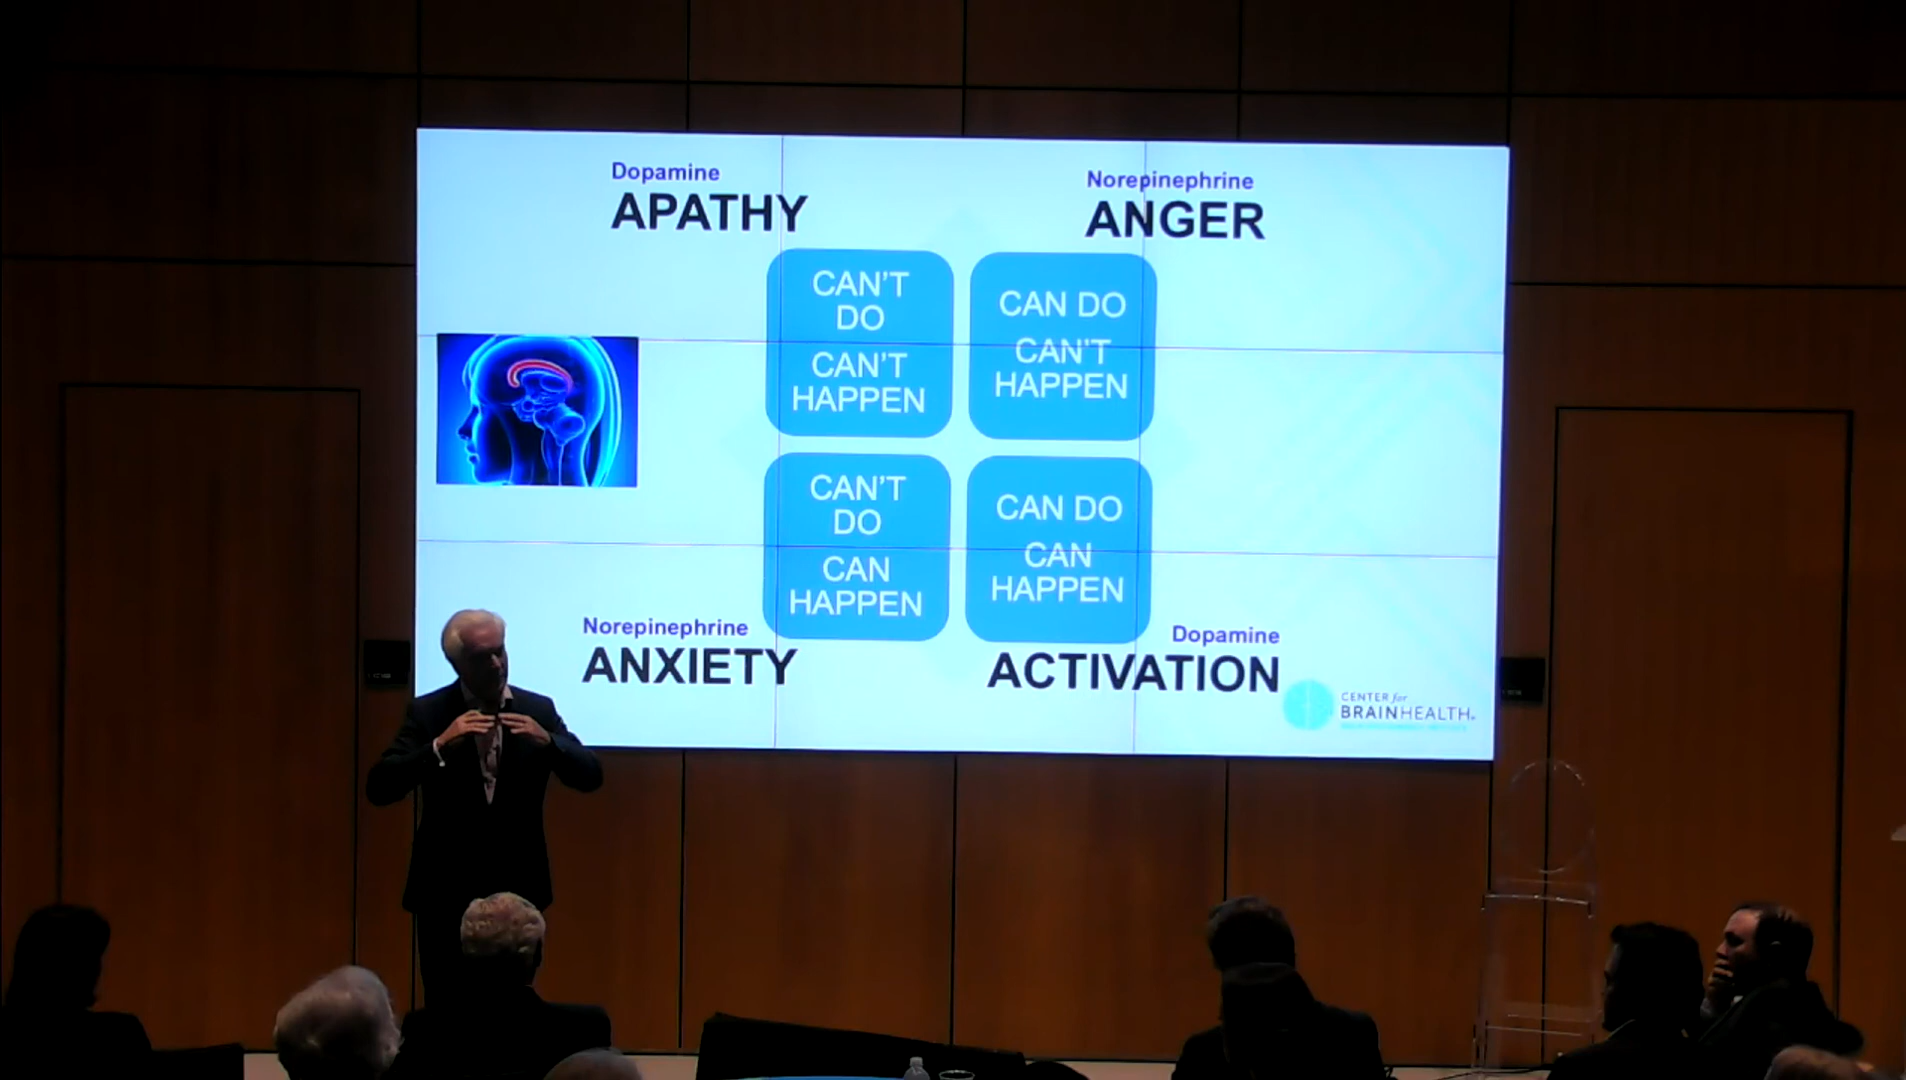 Dopamine
APATHY
Norepinephrine
ANGER
CAN'T
DO
CAN'T
HAPPEN
CAN DO
CAN'T
HAPPEN
CAN'T
DO
CAN
HAPPEN
CAN DO
CAN
HAPPEN
Norepinephrine
ANXIETY
Dopamine
ACTIVATION
CENTER for
BRAINHEALTH®